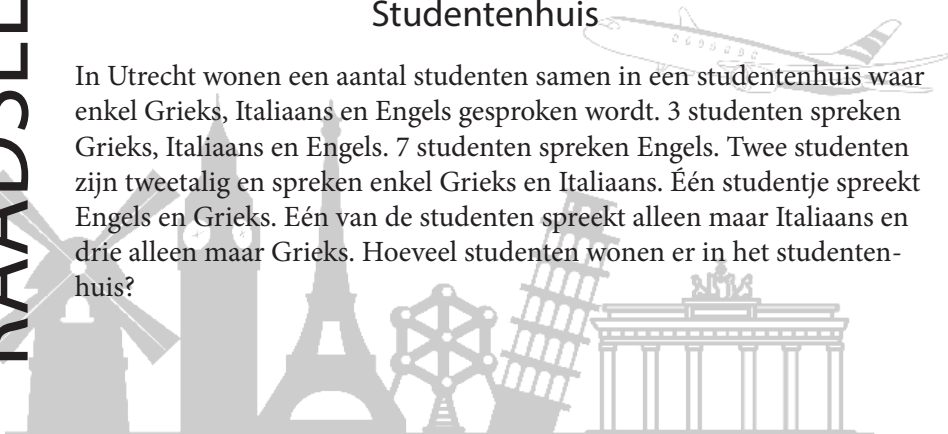 Studentenhuis
In Utrecht wonen een aantal studenten samen in een studentenhuis waar
enkel Grieks, Italiaans en Engels gesproken wordt. 3 studenten spreken
Grieks, Italiaans en Engels. 7 studenten spreken Engels. Twee studenten
zijn tweetalig en spreken enkel Grieks en Italiaans. Één studentje spreekt
Engels en Grieks. Eén van de studenten spreekt alleen maar Italiaans en
drie alleen maar Grieks. Hoeveel studenten wonen er in het studenten-
huis?